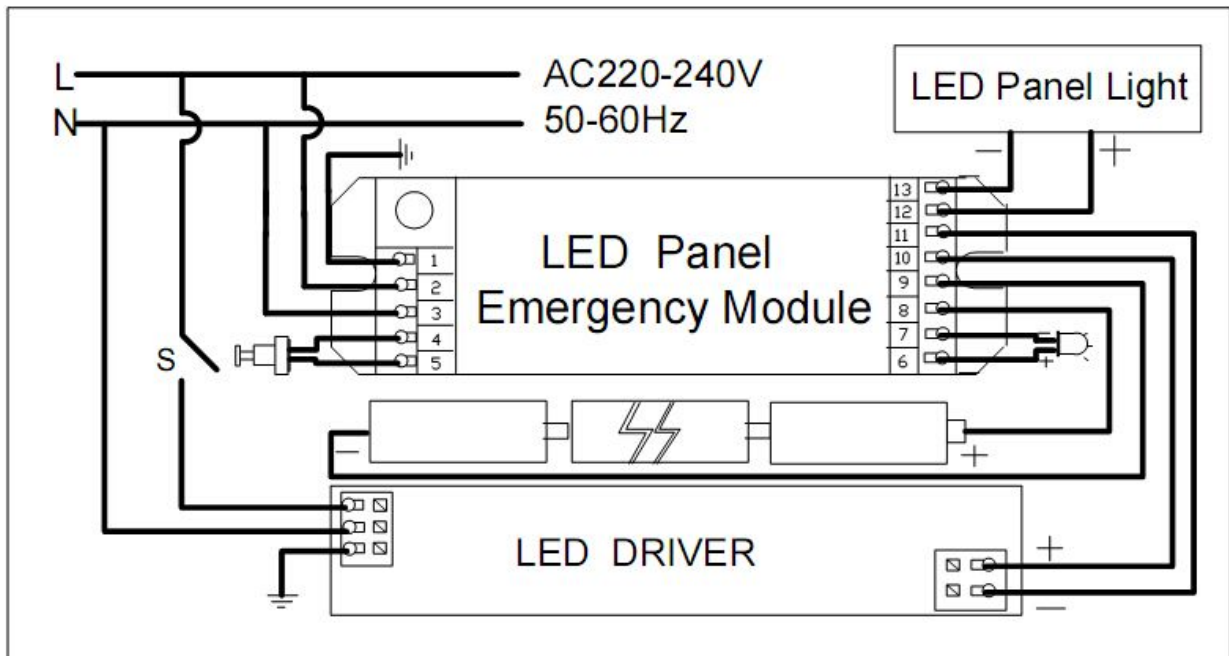 L
AC220-240V
N
50-60Hz
LED Panel Light
−
+
13
12
11
10
9
8
7
6
LED Panel
Emergency Module
1
2
3
4
5
S
−
+
−
+
LED DRIVER
+
−